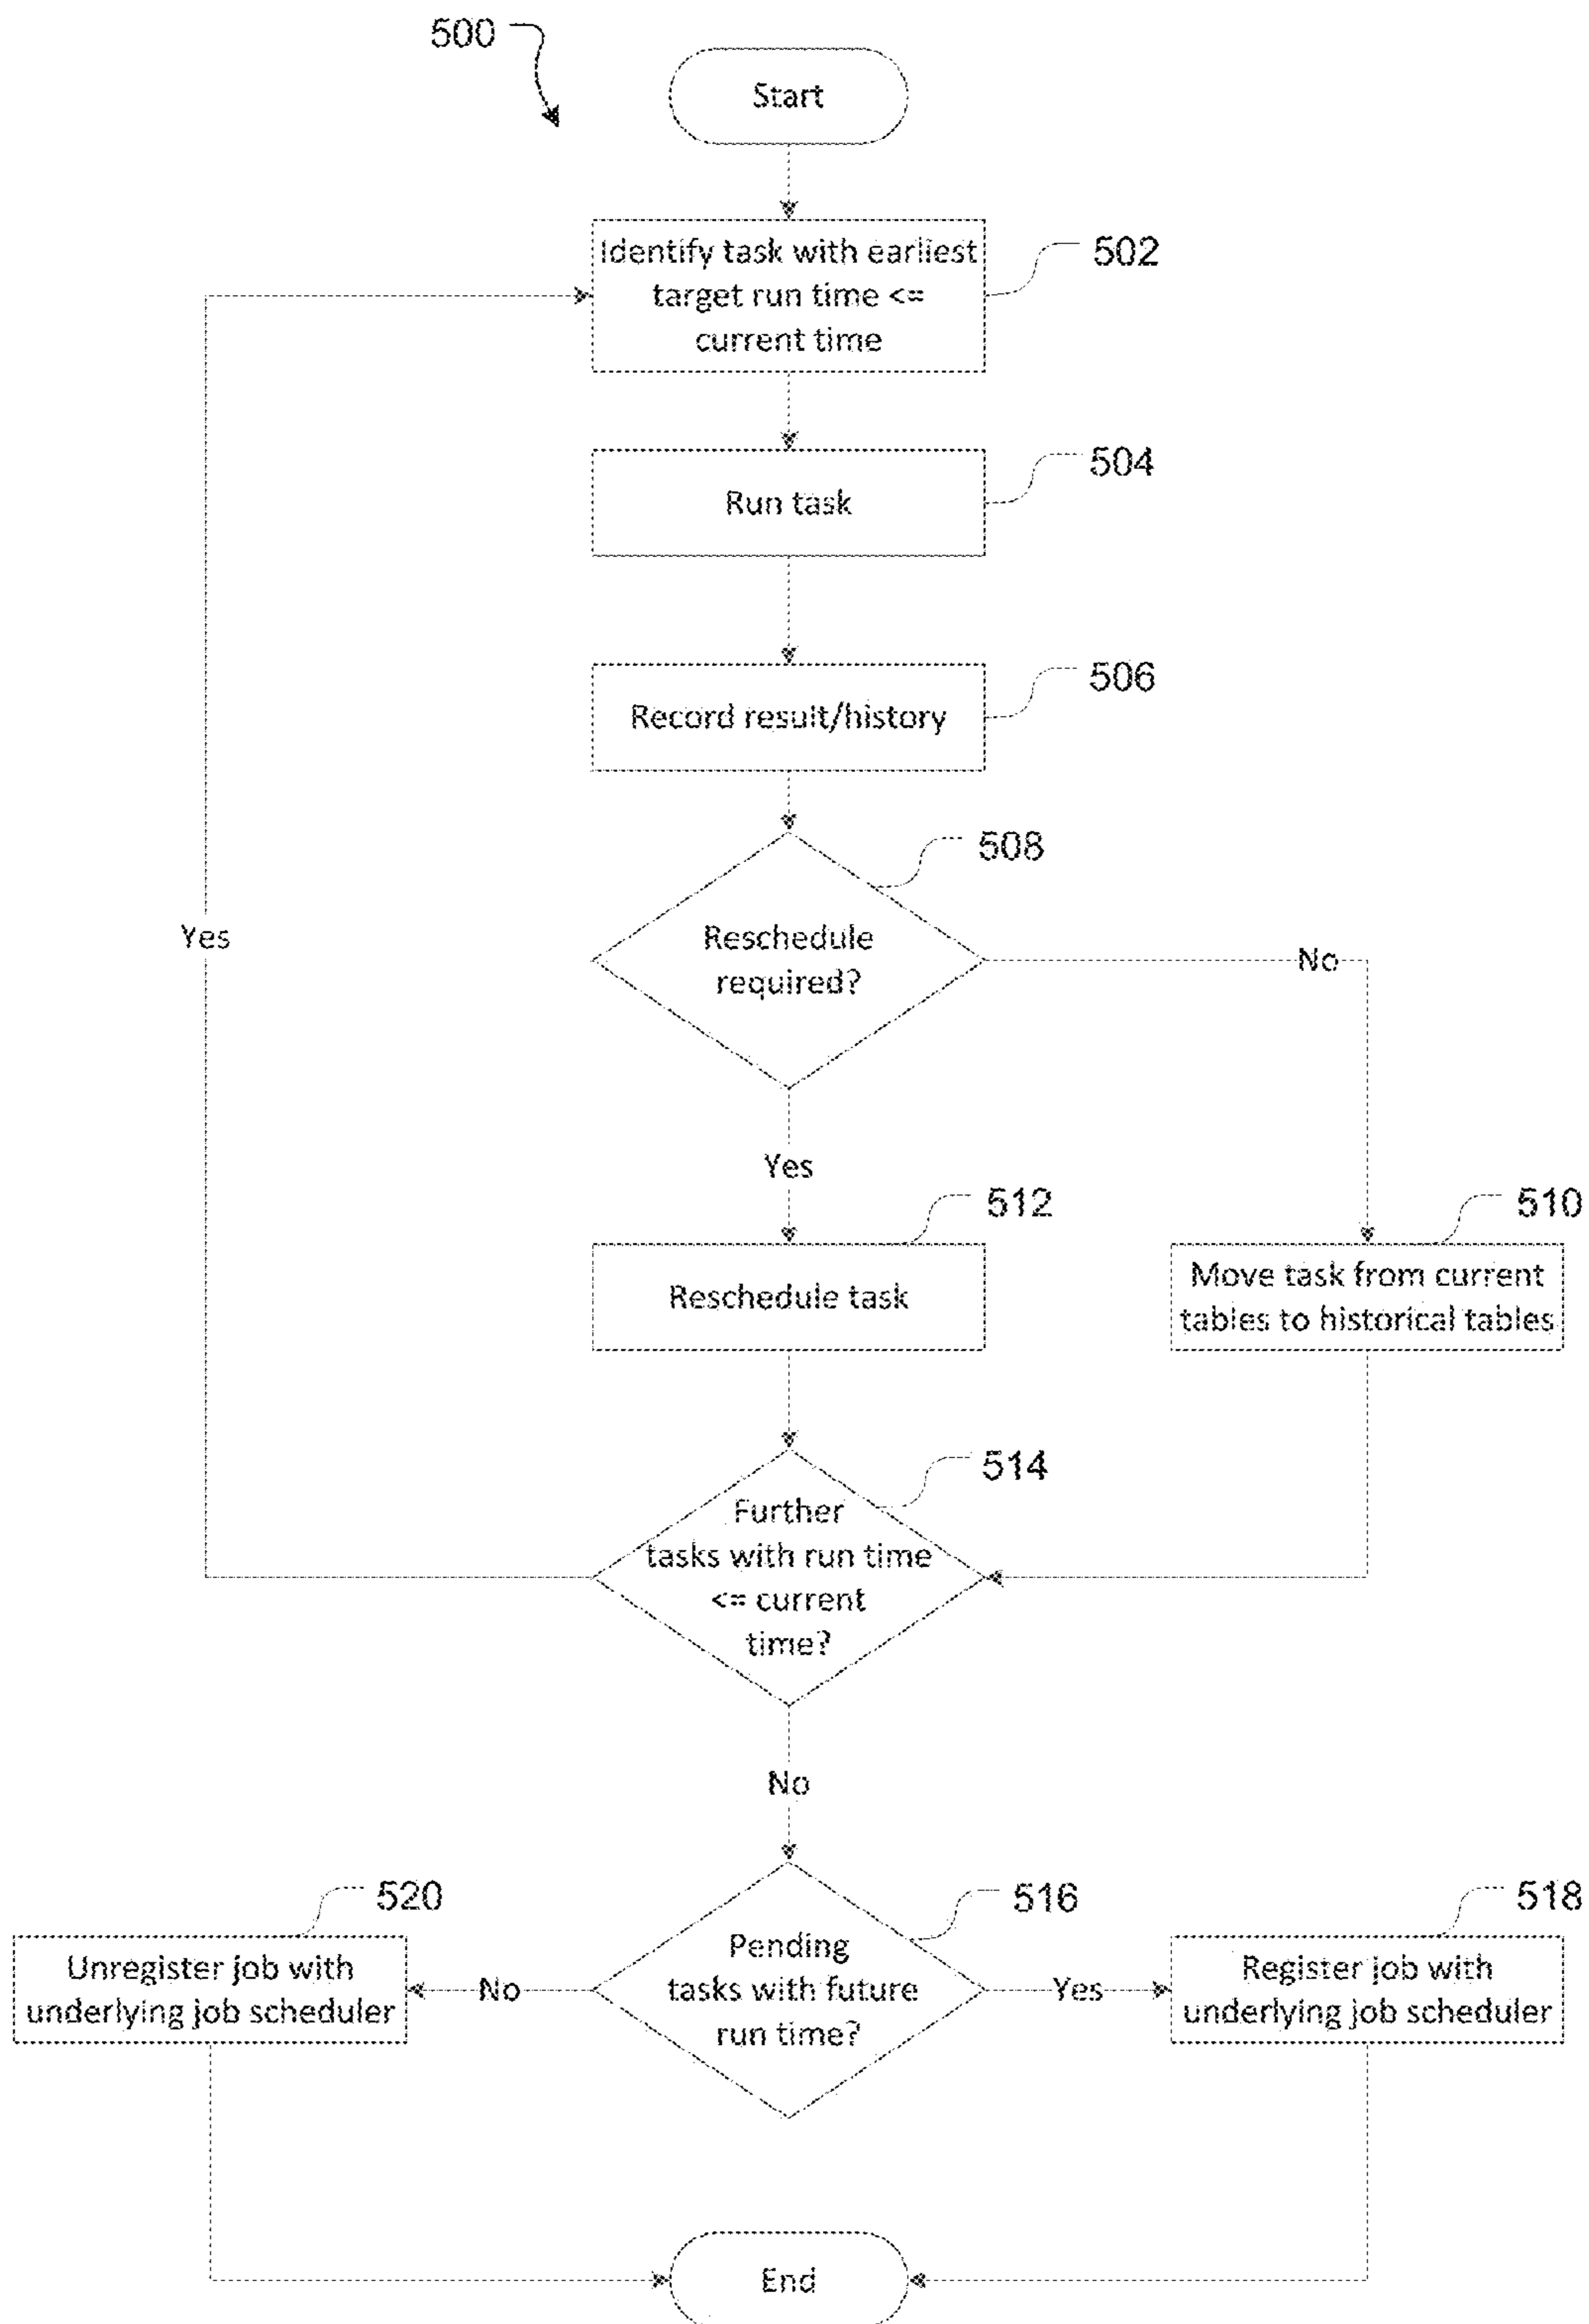 500
Start
Identify task with earliest
target run time <=
current time
502
Run task
504
Record result/history
506
508
Reschedule
required?
Yes
No
Yes
512
Reschedule task
510
Move task from current
tables to historical tables
514
Further
tasks with run time
<= current
time?
No
520
Unregister job with
underlying job scheduler
No
516
Pending
tasks with future
run time?
Yes
518
Register job with
underlying job scheduler
End